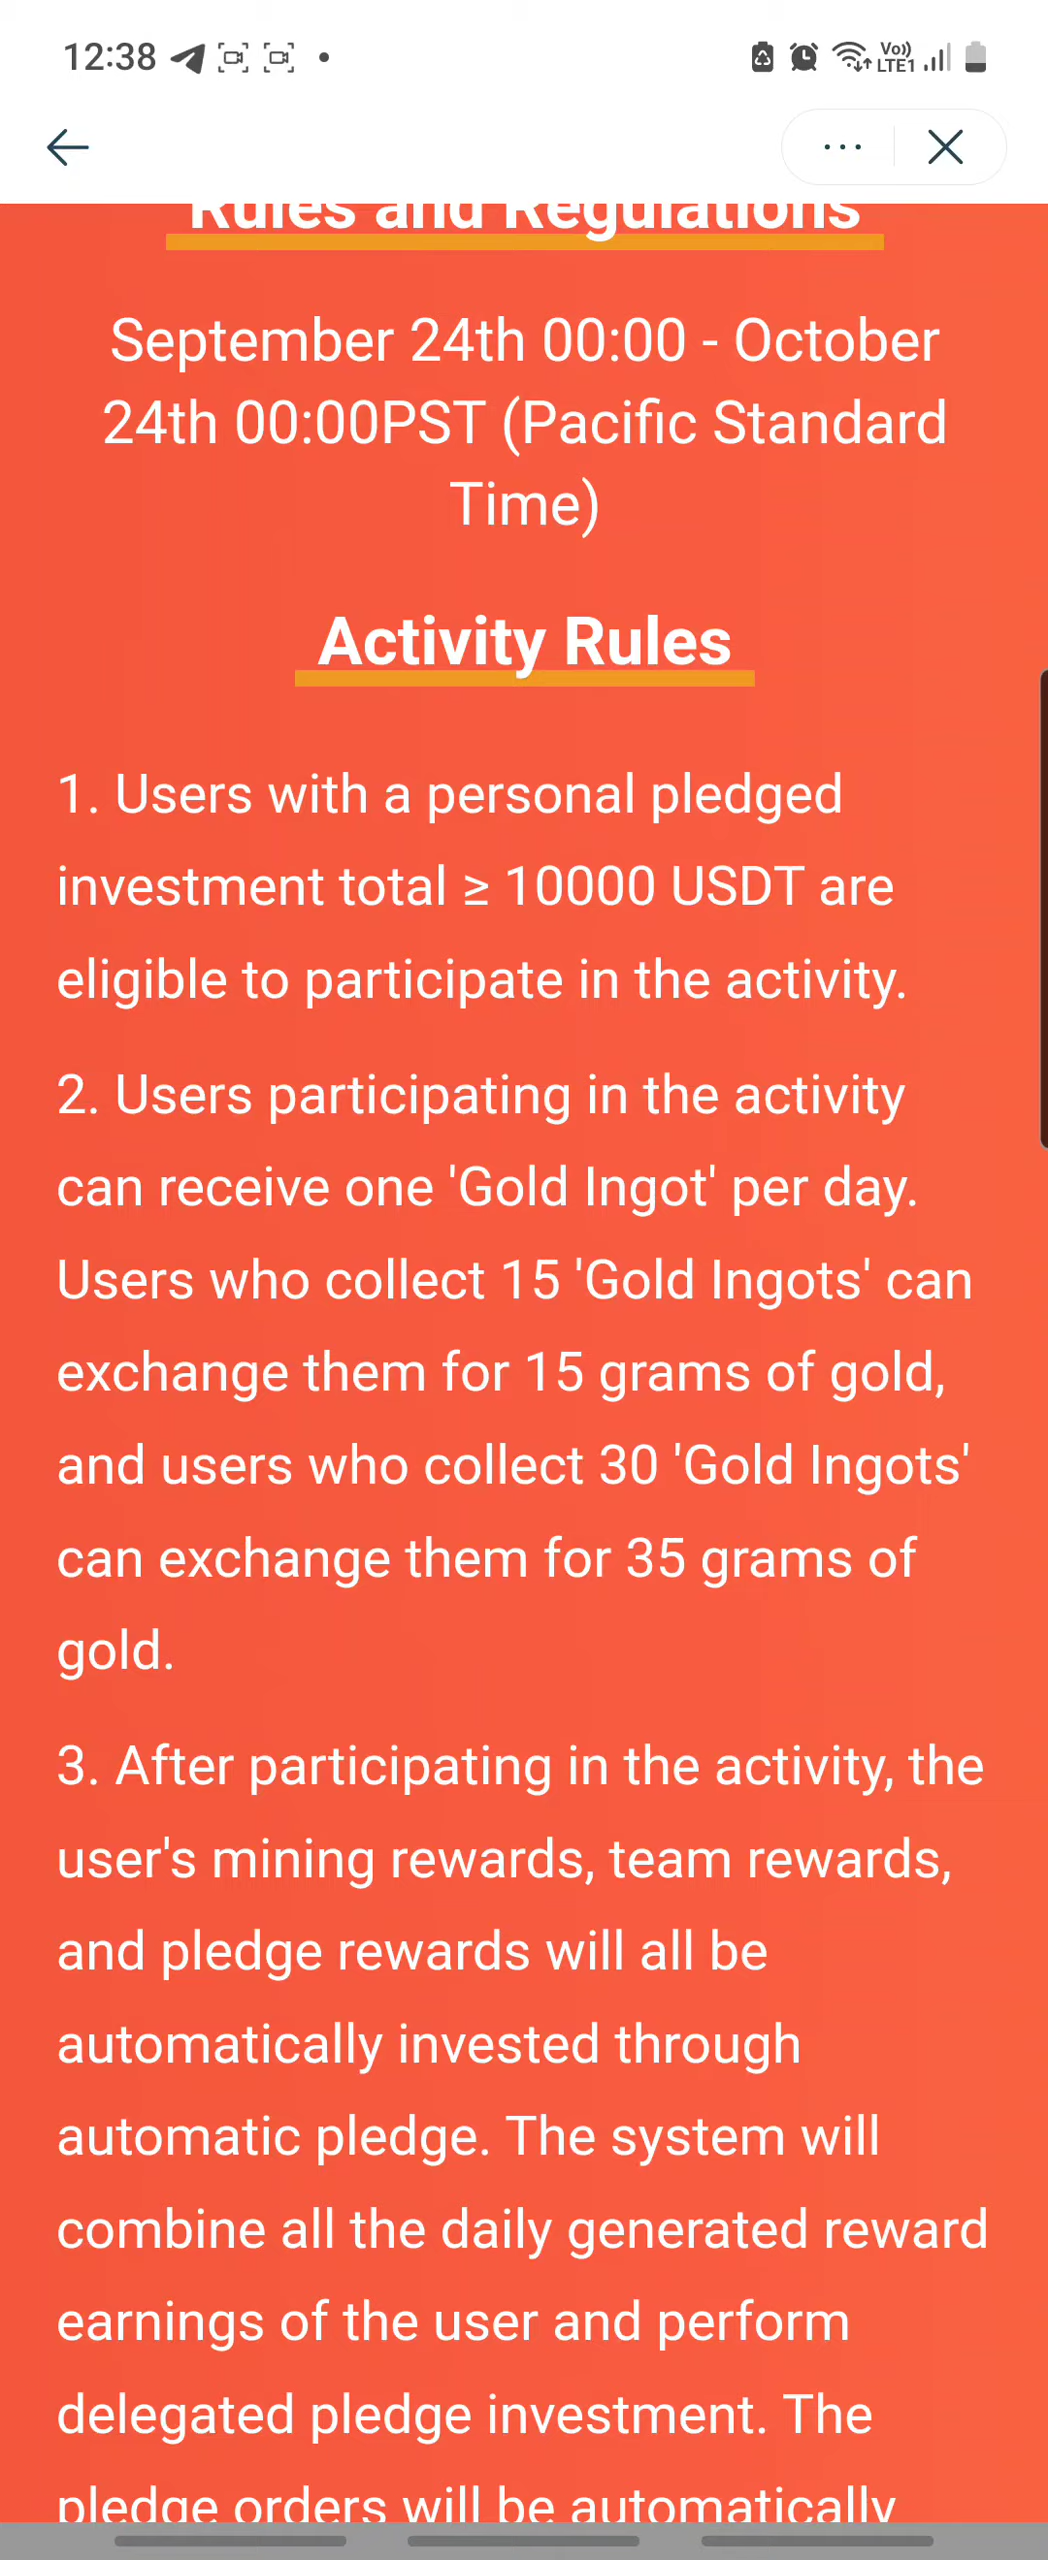 12:38
Vo))
LTE1
Rules and Regulations
September 24th 00:00 - October
24th 00:00PST (Pacific Standard
Time)
Activity Rules
1. Users with a personal pledged
investment total ≥ 10000 USDT are
eligible to participate in the activity.
2. Users participating in the activity
can receive one 'Gold Ingot' per day.
Users who collect 15 'Gold Ingots' can
exchange them for 15 grams of gold,
and users who collect 30 'Gold Ingots'
can exchange them for 35 grams of
gold.
3. After participating in the activity, the
user's mining rewards, team rewards,
and pledge rewards will all be
automatically invested through
automatic pledge. The system will
combine all the daily generated reward
earnings of the user and perform
delegated pledge investment. The
pledge orders will be automatically